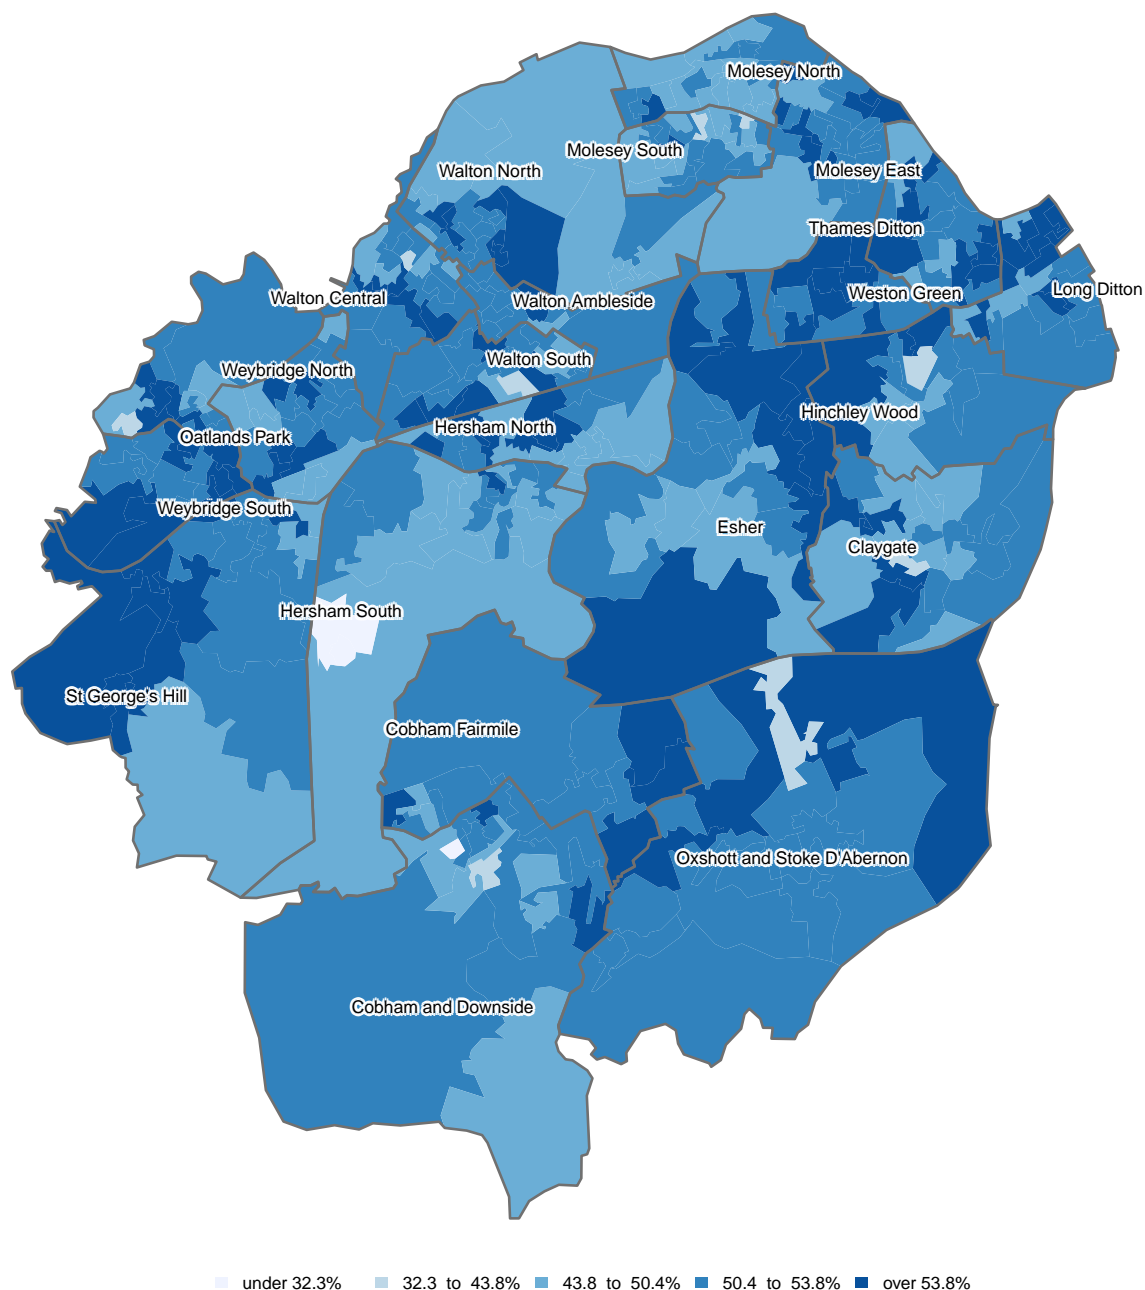 Molesey North
Molesey South
Walton North
Molesey East
Thames Ditton
Long Ditton
Weston Green
Walton Central
Walton Ambleside
Walton South
Weybridge North
Hinchley Wood
Hersham North
Oatlands Park
Weybridge South
Esher
Claygate
Hersham South
St George's Hill
Cobham Fairmile
Oxshott and Stoke D'Abernon
Cobham and Downside
under 32.3% 32.3 to 43.8% 43.8 to 50.4% 50.4 to 53.8% over 53.8%